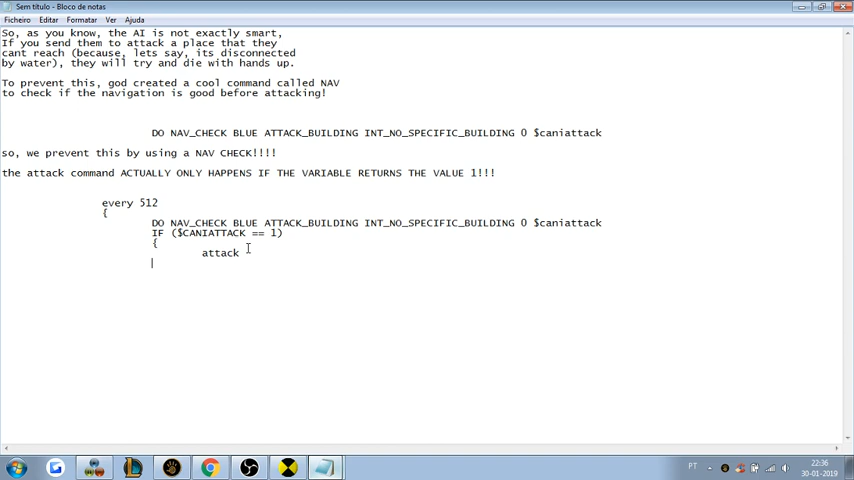 Sem título - Bloco de notas
Ficheiro Editar Formatar Ver Ajuda
So, as you know, the AI is not exactly smart,
If you send them to attack a place that they
cant reach (because, lets say, its disconnected
by water), they will try and die with hands up.
To prevent this, god created a cool command called NAV
to check if the navigation is good before attacking!
DO NAV_CHECK BLUE ATTACK_BUILDING INT_NO_SPECIFIC_BUILDING 0 $caniattack
so, we prevent this by using a NAV CHECK!!!!
the attack command ACTUALLY ONLY HAPPENS IF THE VARIABLE RETURNS THE VALUE 1!!!
every 512
{
DO NAV_CHECK BLUE ATTACK_BUILDING INT_NO_SPECIFIC_BUILDING 0 $caniattack
IF ($CANIATTACK == 1)
{
attack
PT
22:36
30-01-2019